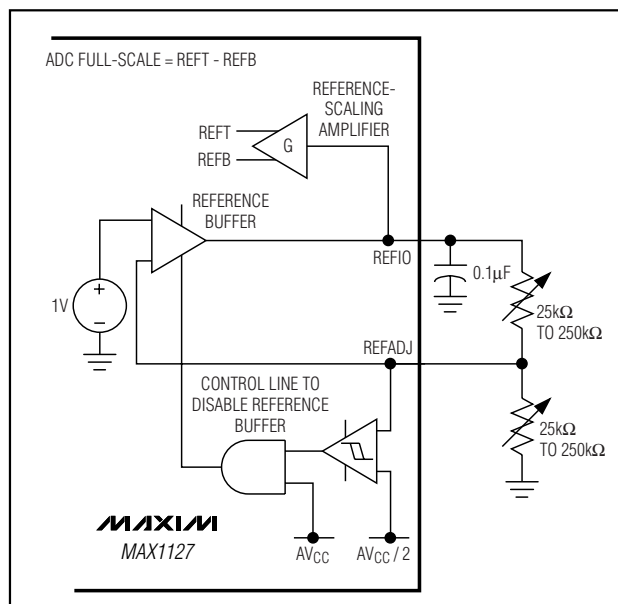 ADC FULL-SCALE = REFT - REFB
REFERENCE-
SCALING
AMPLIFIER
REFT
REFB
G
REFERENCE
BUFFER
REFIO
0.1μF
1V
25kΩ
TO 250kΩ
REFADJ
CONTROL LINE TO
DISABLE REFERENCE
BUFFER
25kΩ
TO 250kΩ
MAXIM
MAX1127
AVCC
AVCC / 2